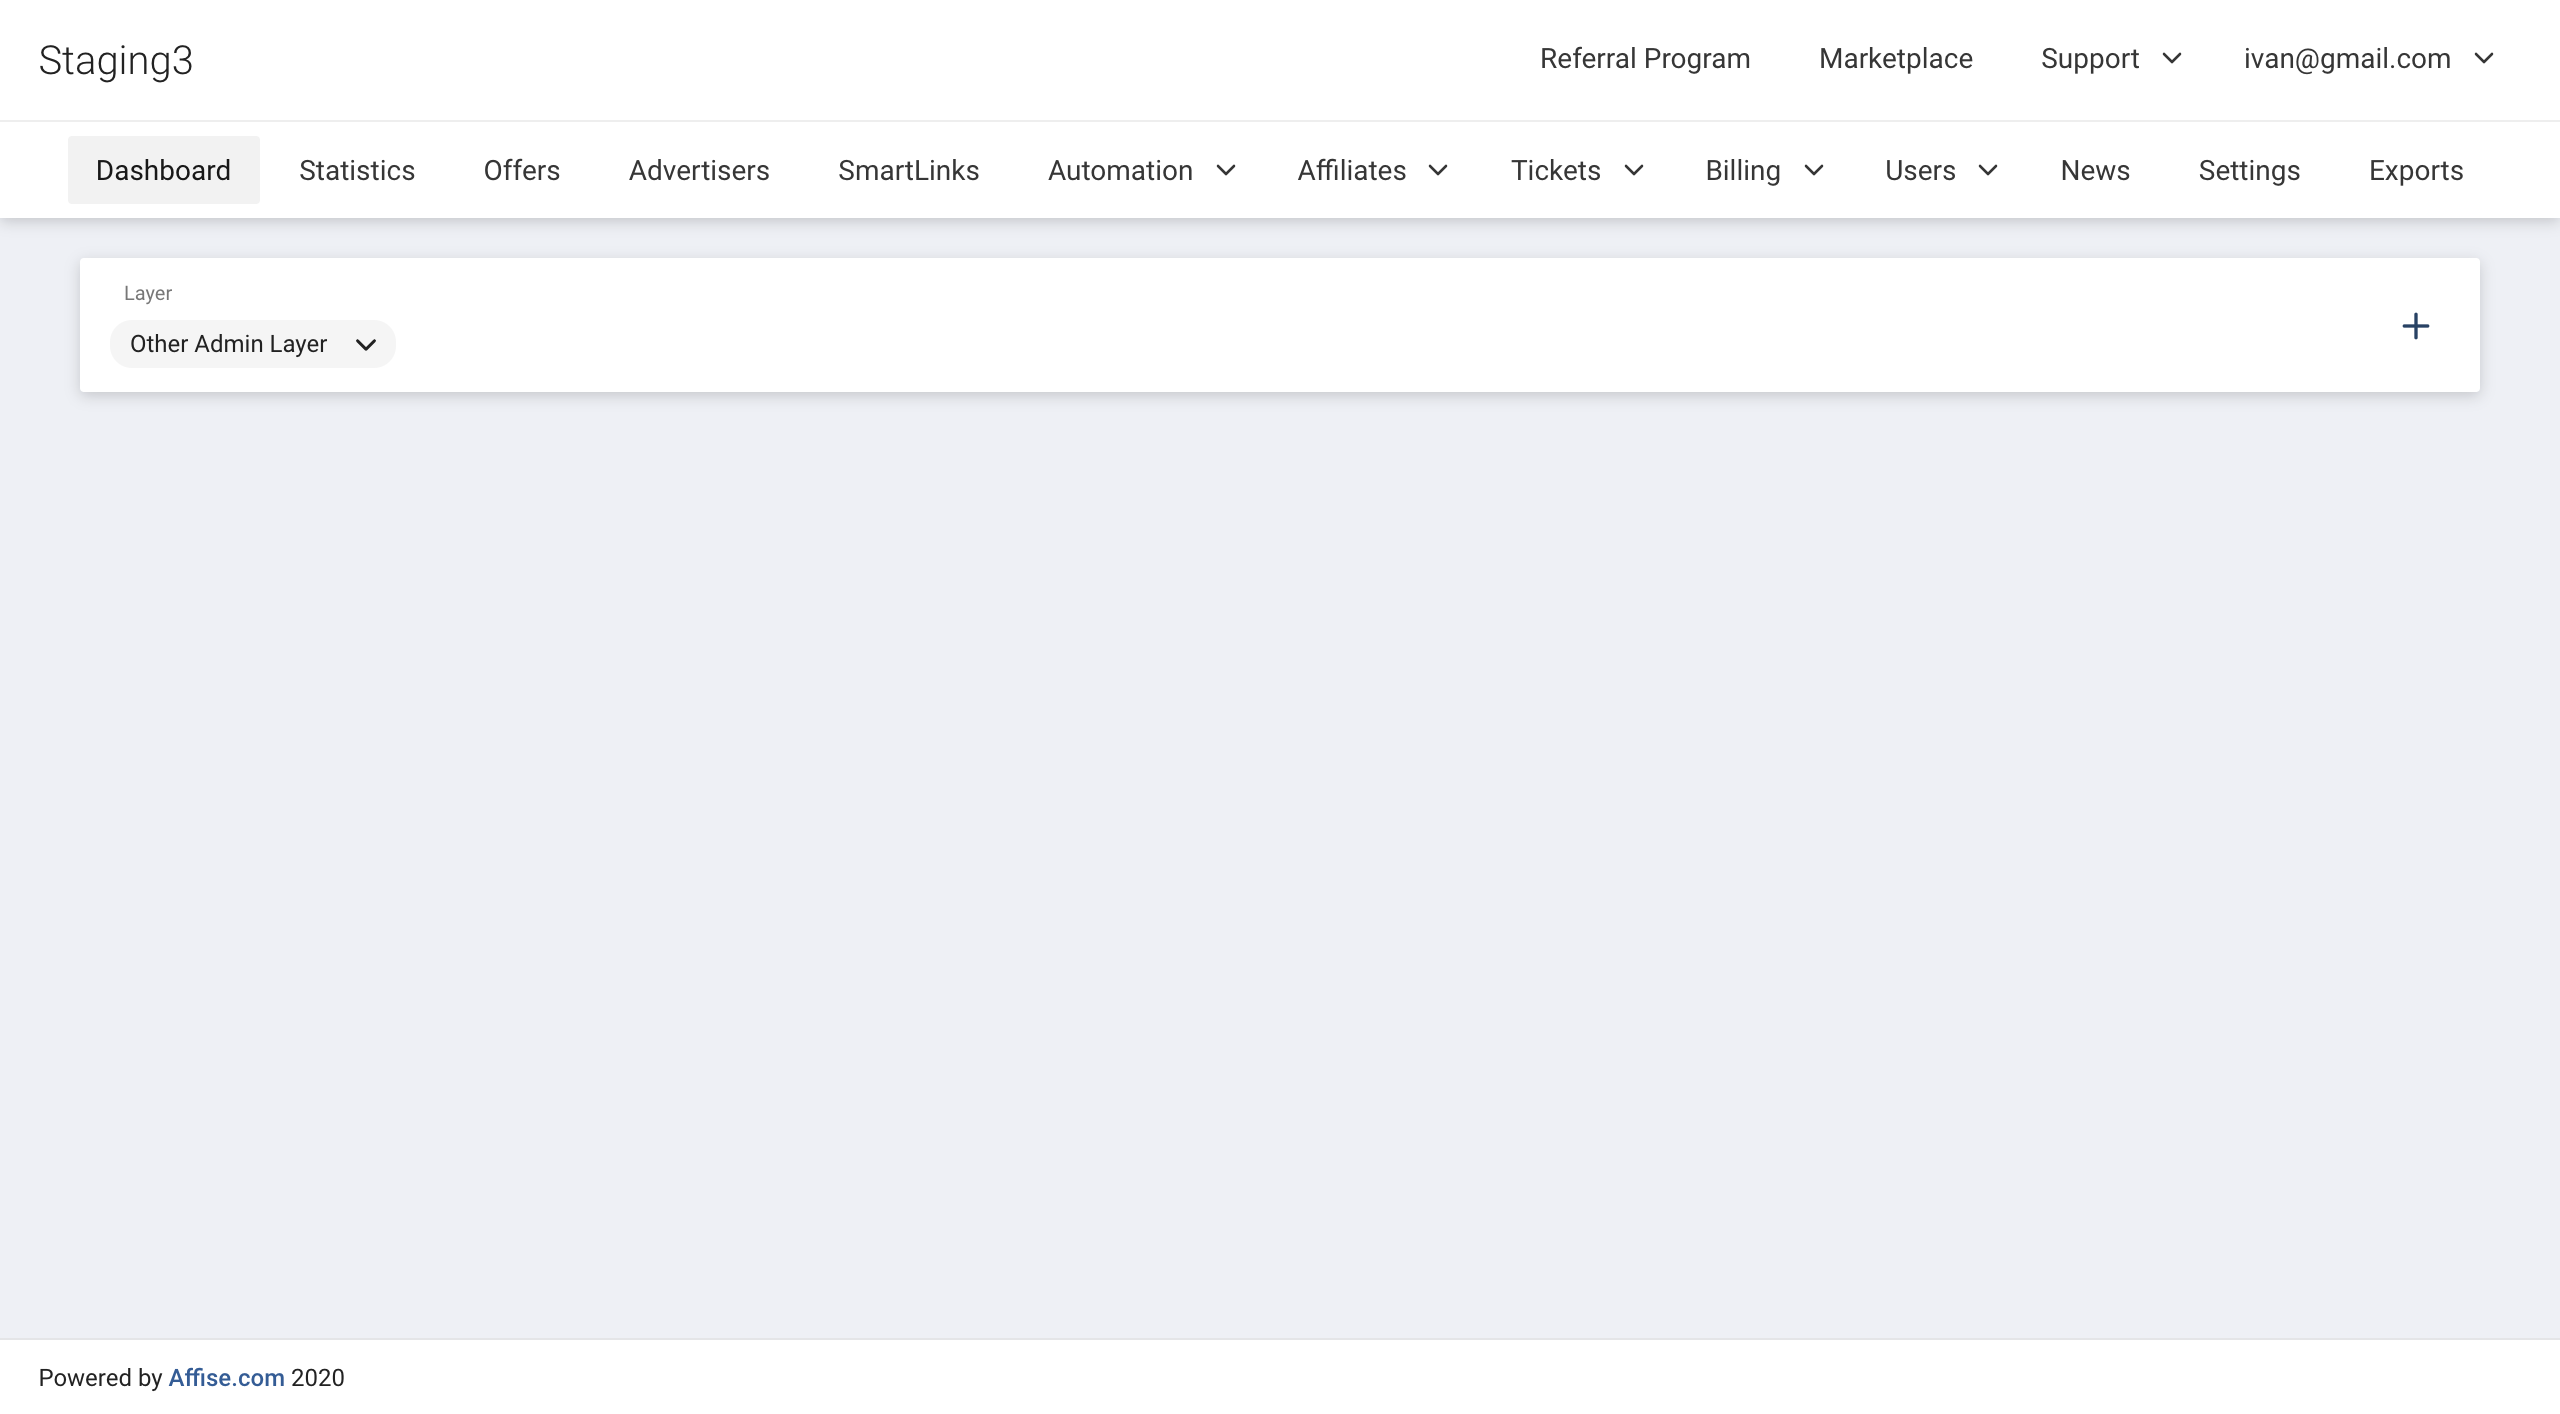 Staging3
Referral Program Marketplace Support ivan@gmail.com
Dashboard Statistics Offers Advertisers SmartLinks Automation Affiliates Tickets Billing Users News Settings Exports
Layer
Other Admin Layer
Powered by Affise.com 2020